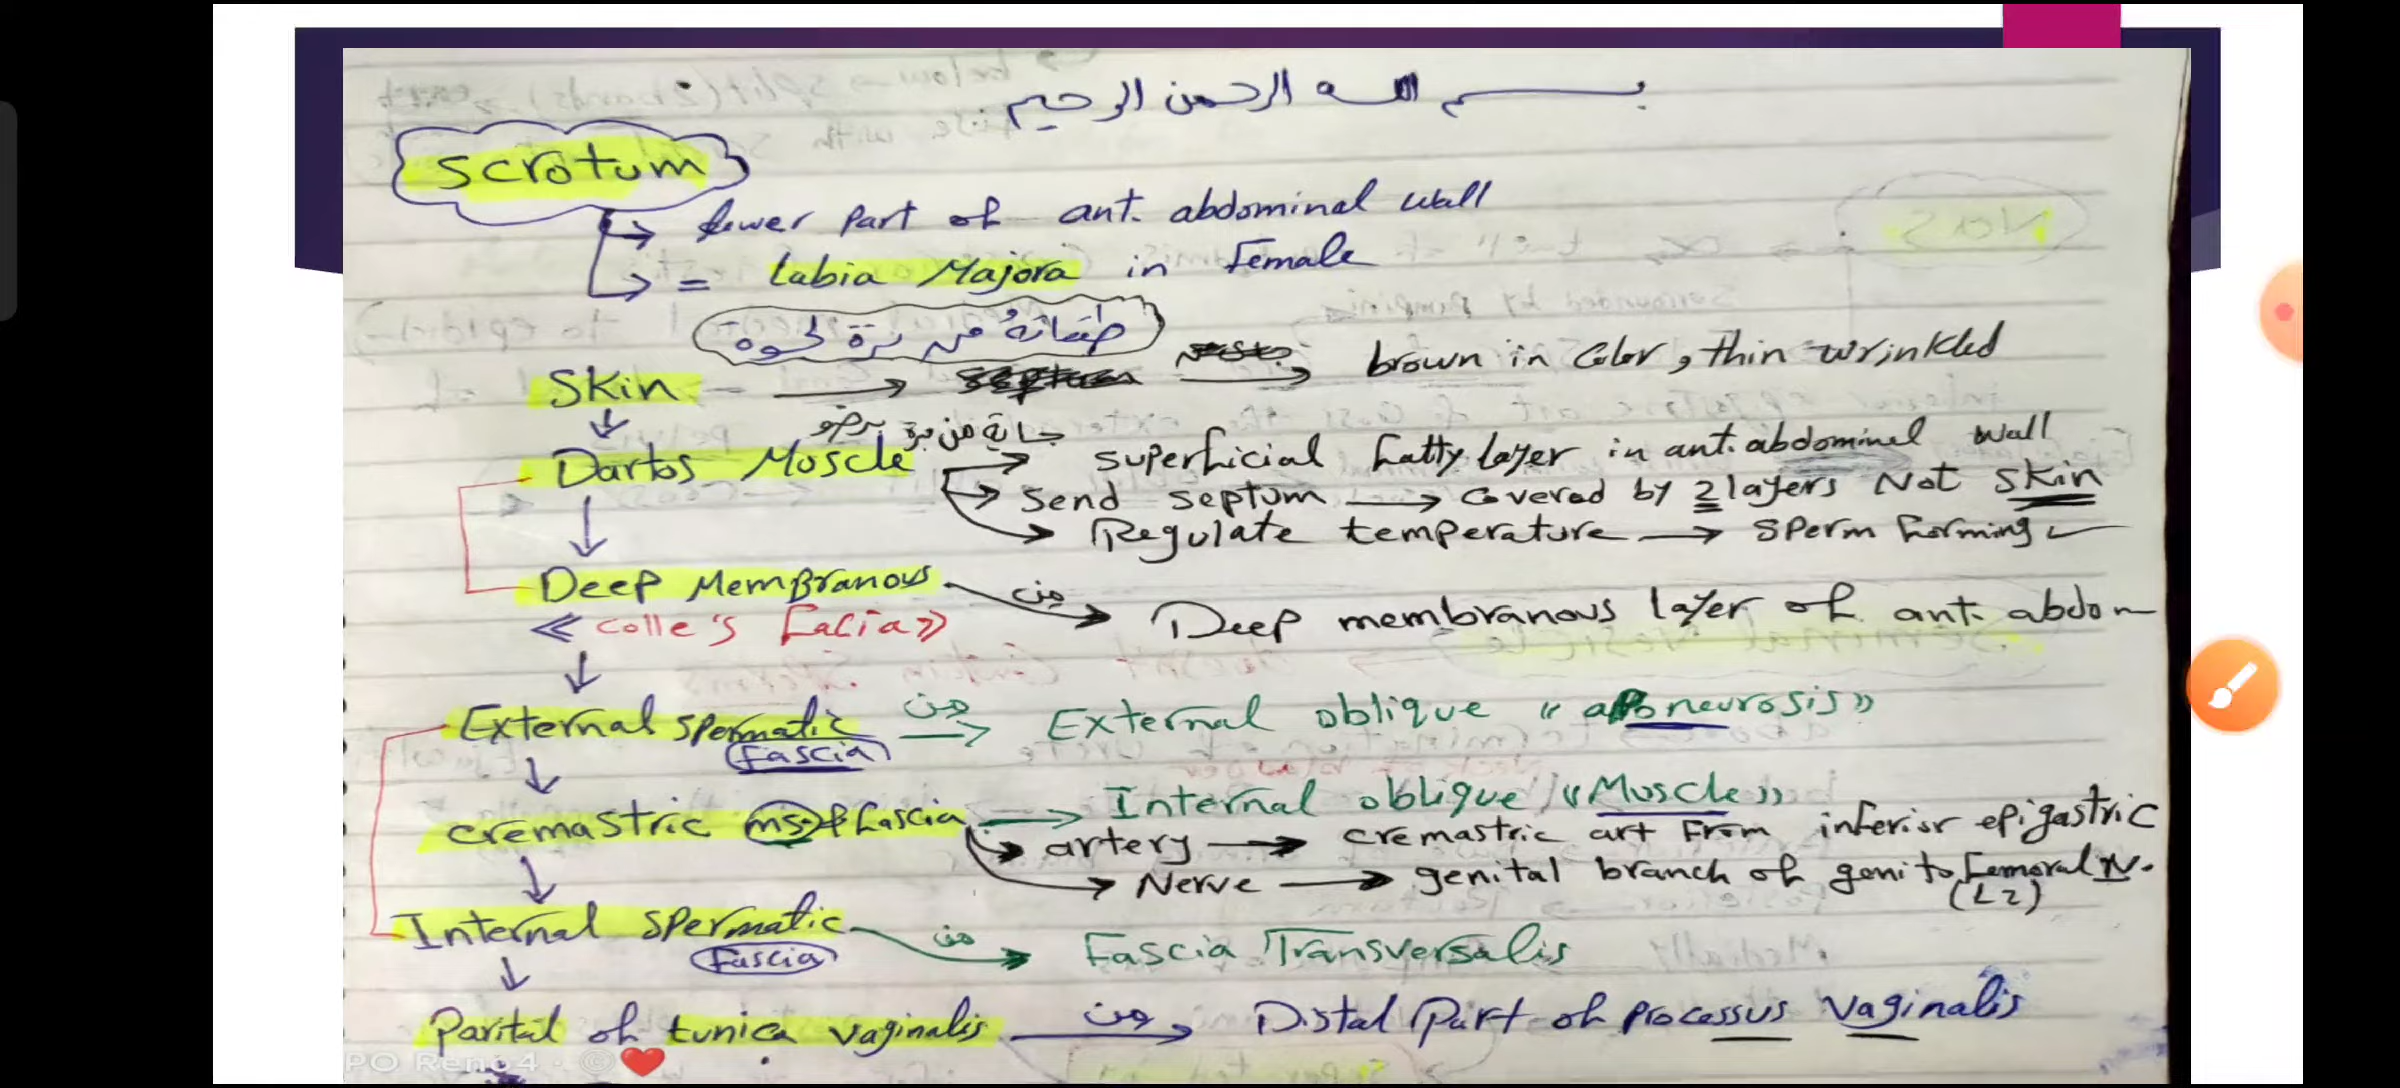 بسم الله الرحمن الرحيم
Scrotum
→ lower part of ant. abdominal wall
→ = Labia Majora in Female
طبقاته من برة لجوه
Skin → → brown in color, thin wrinkled
↓
جاية من برة برضو
Dartos Muscle → superficial fatty layer in ant. abdominal wall
→ Send septum → covered by 2 layers Not Skin
↓
→ Regulate temperature → sperm forming
Deep MemBranous من → Deep membranous layer of ant. abdom
« colle's facia »
↓
External spermatic من → External oblique « aponeurosis »
Fascia
↓
cremastric ms & fascia → Internal oblique « Muscle »
→ artery → cremastric art From inferior epigastric
→ Nerve → genital branch of genito femoral N.
(L2)
↓
Internal spermatic من → Fascia Transversalis
Fascia
↓
Parital of tunica vaginalis من → Distal part of processus vaginalis
PO Reno4